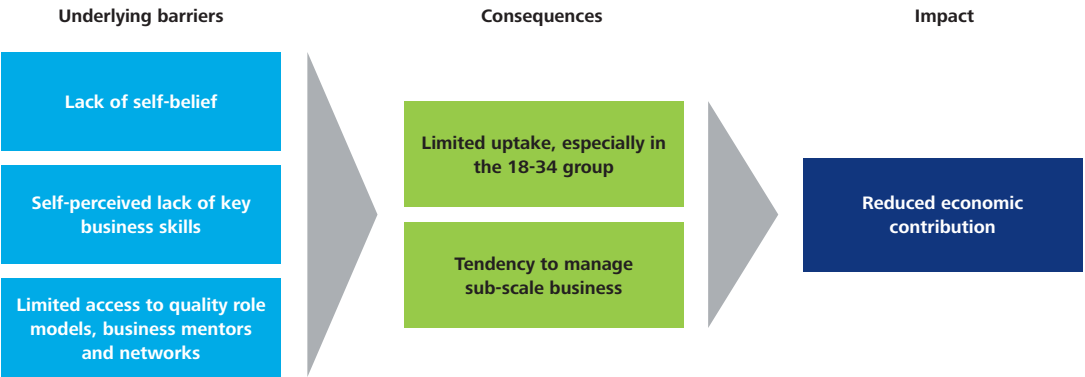 Underlying barriers
Consequences
Impact
Lack of self-belief
Self-perceived lack of key
business skills
Limited access to quality role
models, business mentors
and networks
Limited uptake, especially in
the 18-34 group
Tendency to manage
sub-scale business
Reduced economic
contribution